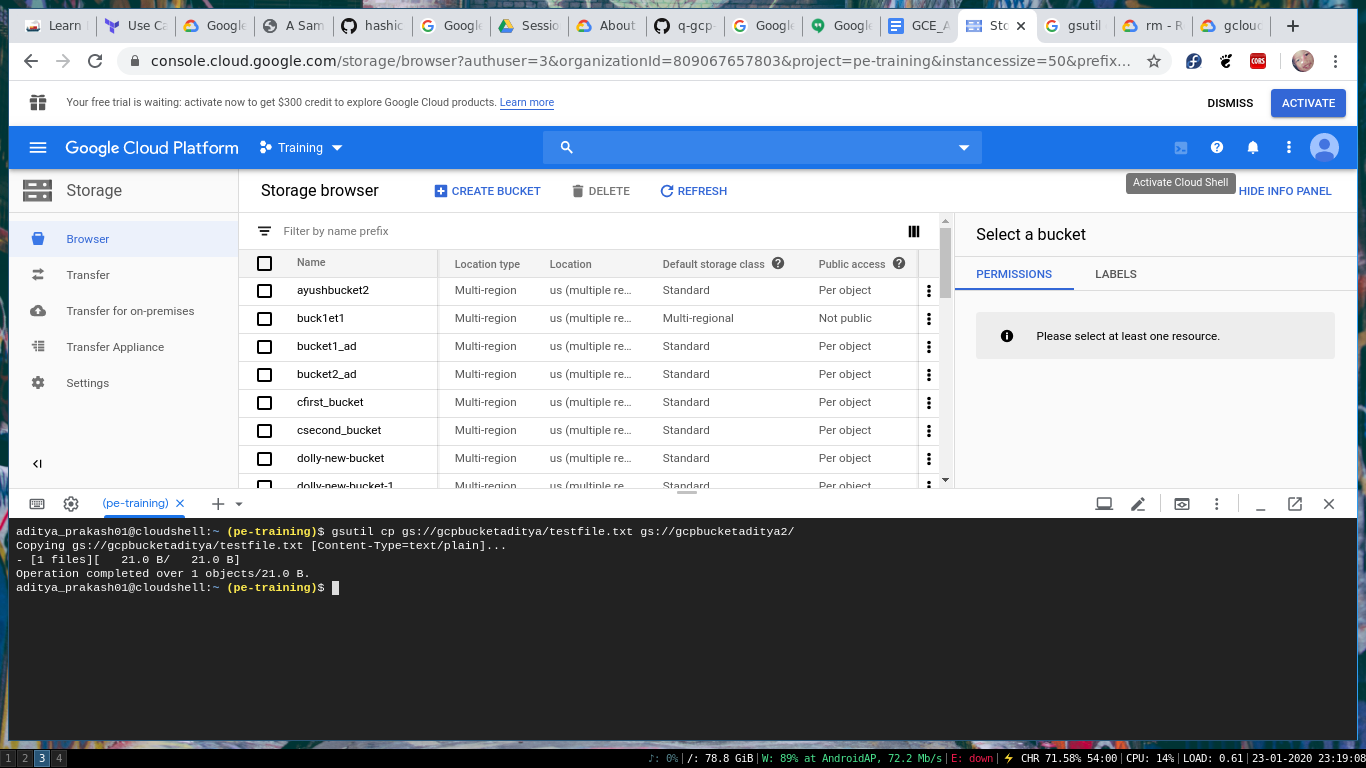 Learn Use Ca Google A Sam hashic Google Sessio About q-gcp- Google Google GCE_A Sto gsutil rm - R gcloud
console.cloud.google.com/storage/browser?authuser=3&organizationId=809067657803&project=pe-training&instancessize=50&prefix...
CORS
Your free trial is waiting: activate now to get $300 credit to explore Google Cloud products. Learn more DISMISS ACTIVATE
Google Cloud Platform Training
Activate Cloud Shell
Storage Storage browser CREATE BUCKET DELETE REFRESH HIDE INFO PANEL
Browser
Transfer
Transfer for on-premises
Transfer Appliance
Settings
Filter by name prefix
Name Location type Location Default storage class Public access
ayushbucket2 Multi-region us (multiple re... Standard Per object
buck1et1 Multi-region us (multiple re... Multi-regional Not public
bucket1_ad Multi-region us (multiple re... Standard Per object
bucket2_ad Multi-region us (multiple re... Standard Per object
cfirst_bucket Multi-region us (multiple re... Standard Per object
csecond_bucket Multi-region us (multiple re... Standard Per object
dolly-new-bucket Multi-region us (multiple re... Standard Per object
dolly-new-bucket-1 Multi-region us (multiple re... Standard Per object
Select a bucket
PERMISSIONS LABELS
Please select at least one resource.
(pe-training)
aditya_prakash01@cloudshell:~ (pe-training)$ gsutil cp gs://gcpbucketaditya/testfile.txt gs://gcpbucketaditya2/
Copying gs://gcpbucketaditya/testfile.txt [Content-Type=text/plain]...
- [1 files][   21.0 B/   21.0 B]
Operation completed over 1 objects/21.0 B.
aditya_prakash01@cloudshell:~ (pe-training)$
1 2 3 4 ♪: 0% | /: 78.8 GiB | W: 89% at AndroidAP, 72.2 Mb/s | E: down | ⚡ CHR 71.58% 54:00 | CPU: 14% | LOAD: 0.61 | 23-01-2020 23:19:08